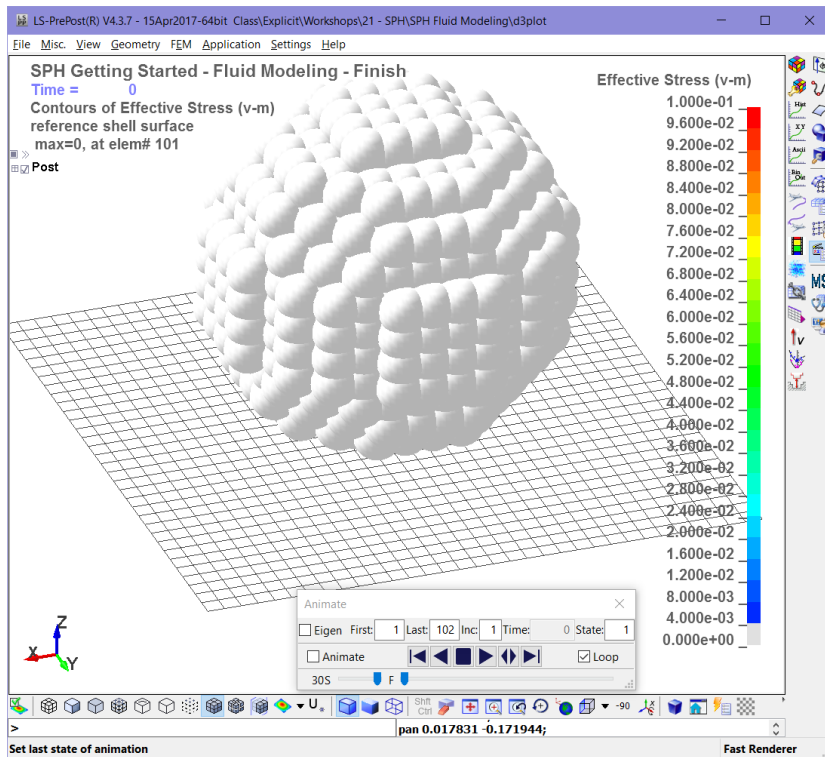 LS-PrePost(R) V4.3.7 - 15Apr2017-64bit Class\Explicit\Workshops\21 - SPH\SPH Fluid Modeling\d3plot
File Misc. View Geometry FEM Application Settings Help
SPH Getting Started - Fluid Modeling - Finish
Time = 0
Contours of Effective Stress (v-m)
reference shell surface
max=0, at elem# 101
Post
Effective Stress (v-m)
1.000e-01
9.600e-02
9.200e-02
8.800e-02
8.400e-02
8.000e-02
7.600e-02
7.200e-02
6.800e-02
6.400e-02
6.000e-02
5.600e-02
5.200e-02
4.800e-02
4.400e-02
4.000e-02
3.600e-02
3.200e-02
2.800e-02
2.400e-02
2.000e-02
1.600e-02
1.200e-02
8.000e-03
4.000e-03
0.000e+00
Hist
XY
Ascii
MS
V
Z
X
Y
Animate
Eigen First: 1 Last: 102 Inc: 1 Time: 0 State: 1
Animate Loop
30S F
U
Shft
Ctrl
-90
>
pan 0.017831 -0.171944;
Set last state of animation Fast Renderer